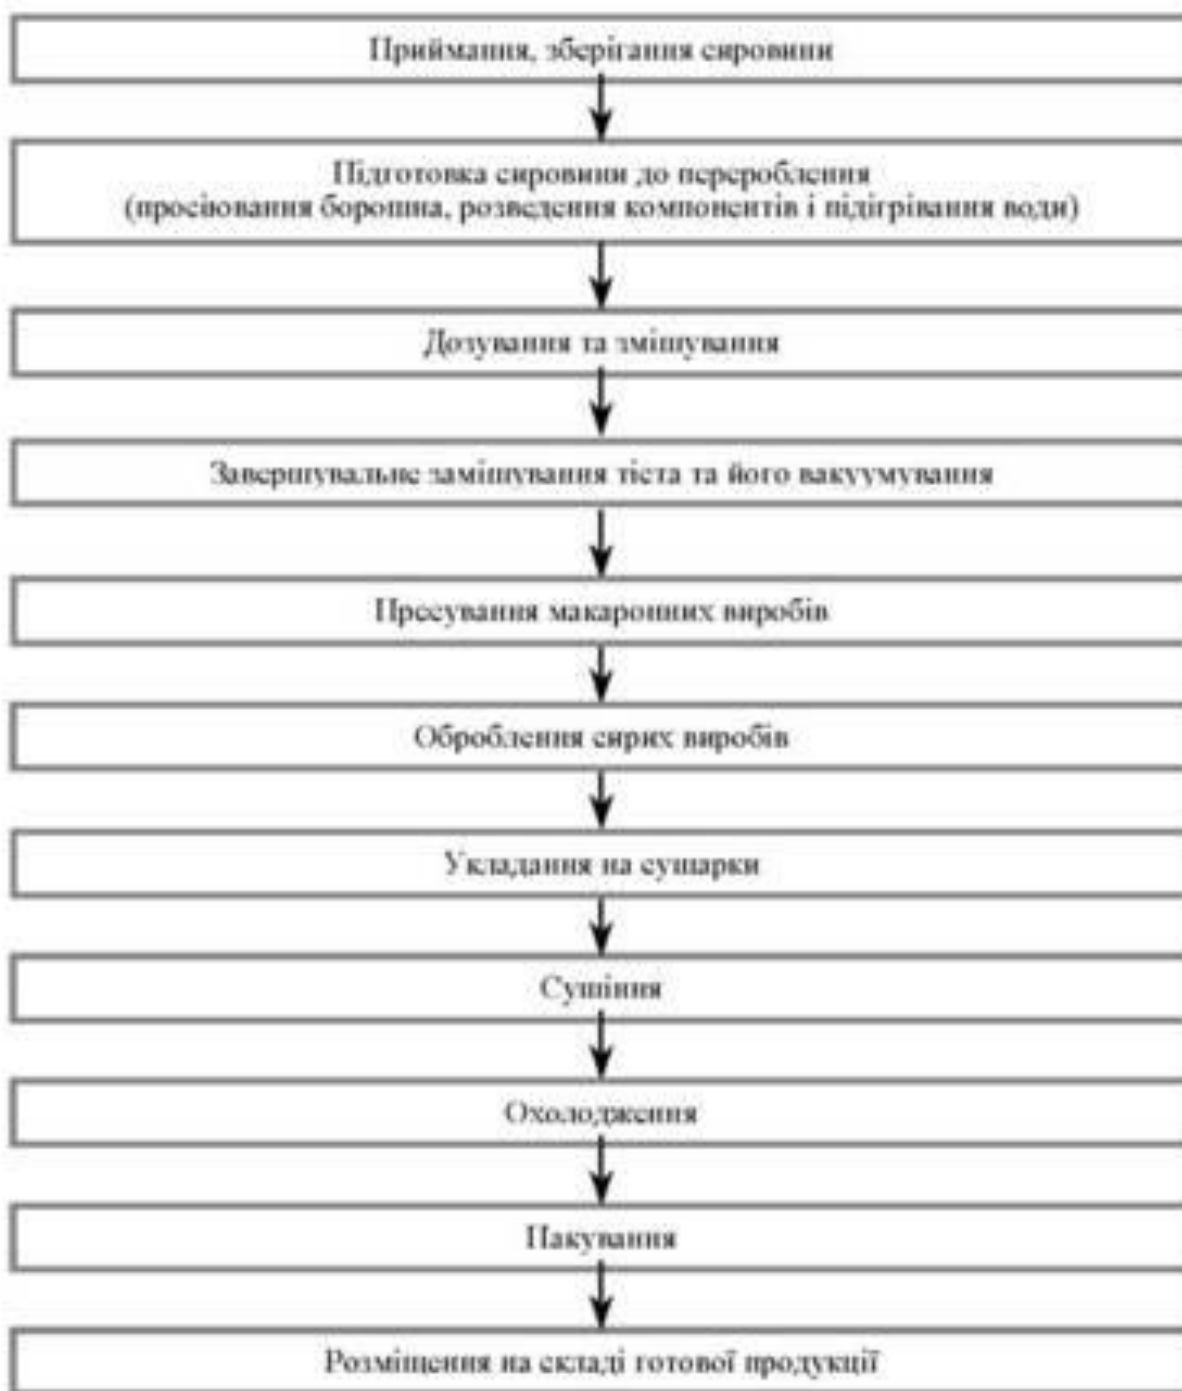 Приймання, зберігання сировини
Підготовка сировини до перероблення
(просіювання борошна, розведення компонентів і підігрівання води)
Дозування та змішування
Завершувальне замішування тіста та його вакуумування
Пресування макаронних виробів
Оброблення сирих виробів
Укладання на сушарки
Сушіння
Охолодження
Пакування
Розміщення на складі готової продукції